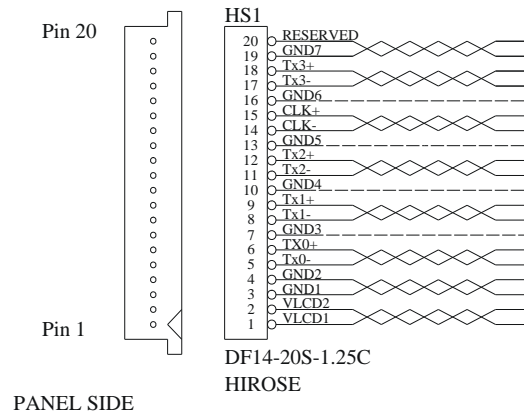 Pin 20
HS1
20 RESERVED
19 GND7
18 Tx3+
17 Tx3-
16 GND6
15 CLK+
14 CLK-
13 GND5
12 Tx2+
11 Tx2-
10 GND4
9 Tx1+
8 Tx1-
7 GND3
6 TX0+
5 Tx0-
4 GND2
3 GND1
2 VLCD2
1 VLCD1
Pin 1
DF14-20S-1.25C
HIROSE
PANEL SIDE